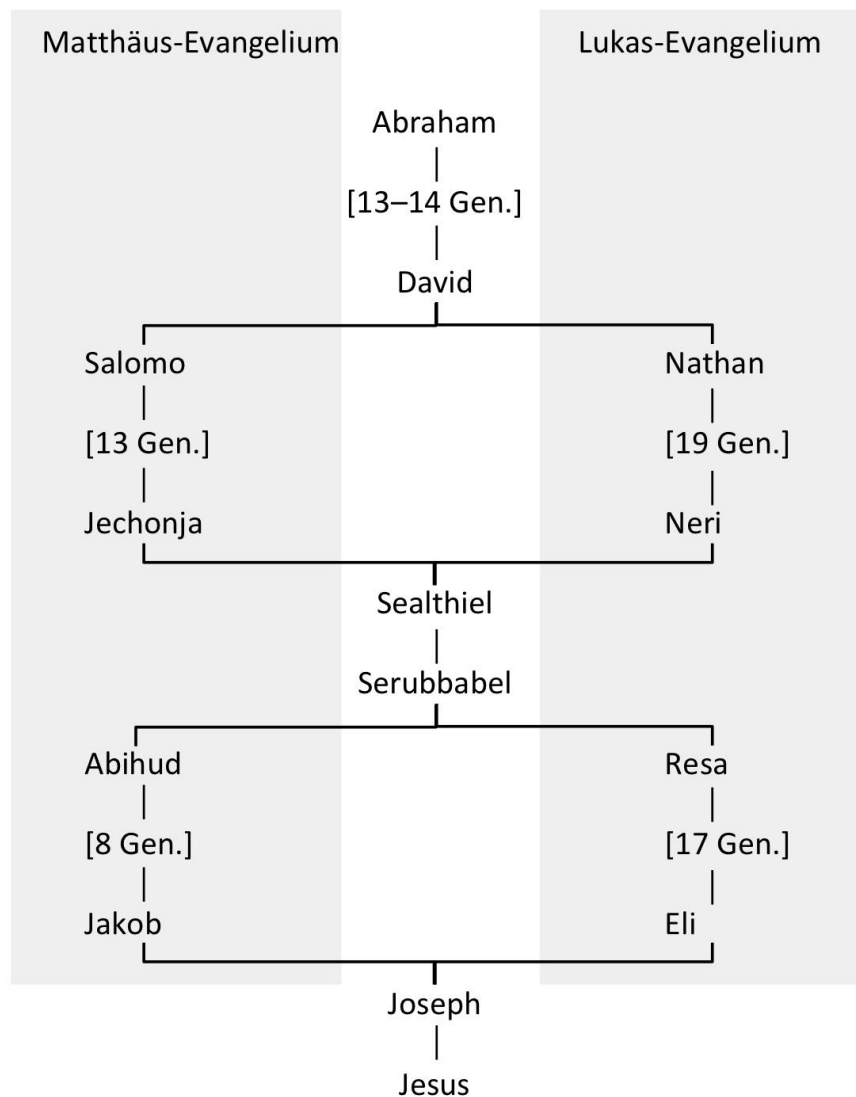 Matthäus-Evangelium
Lukas-Evangelium
Abraham
[13–14 Gen.]
David
Salomo
Nathan
[13 Gen.]
[19 Gen.]
Jechonja
Neri
Sealthiel
Serubbabel
Abihud
Resa
[8 Gen.]
[17 Gen.]
Jakob
Eli
Joseph
Jesus